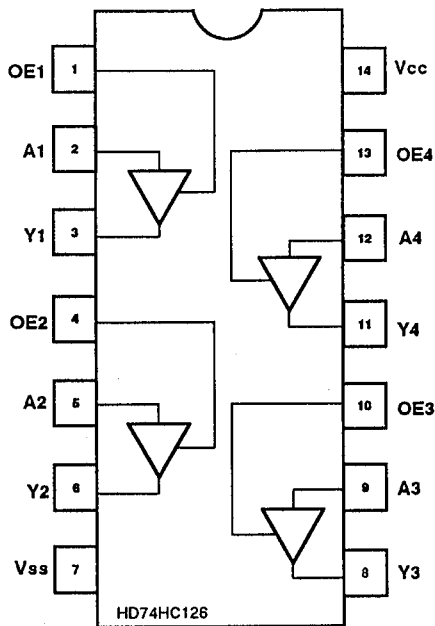 OE1 1
14 Vcc
A1 2
13 OE4
Y1 3
12 A4
OE2 4
11 Y4
A2 5
10 OE3
Y2 6
9 A3
Vss 7
8 Y3
HD74HC126